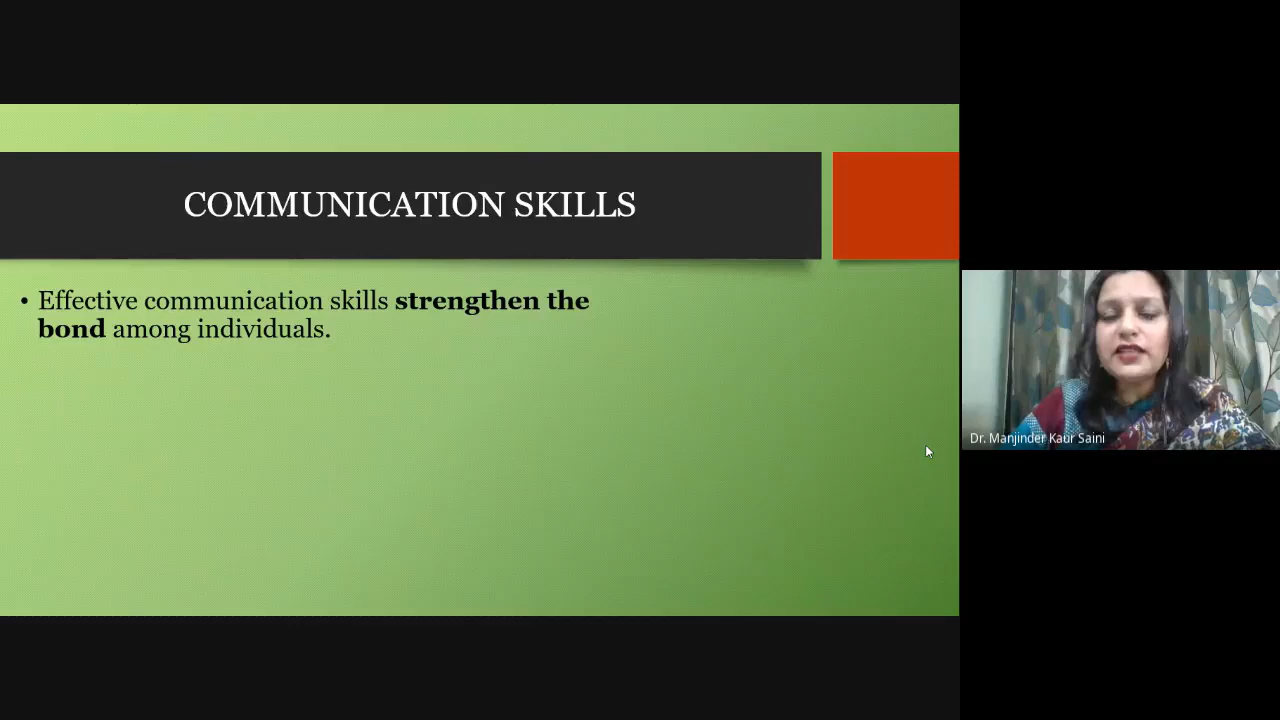 COMMUNICATION SKILLS
• Effective communication skills strengthen the
bond among individuals.
Dr. Manjinder Kaur Saini